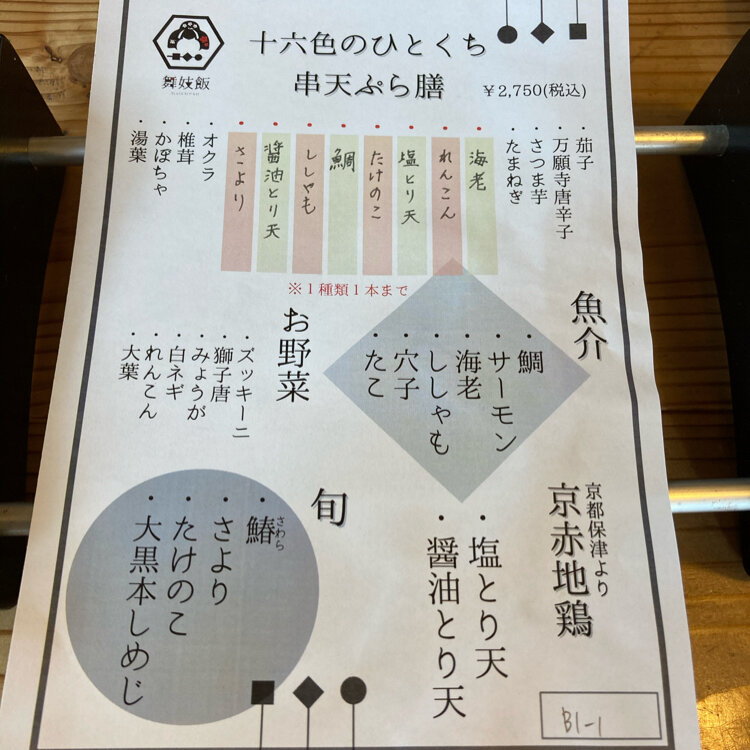 舞妓飯
十六色のひとくち
串天ぷら膳
¥2,750(税込)
・茄子
・万願寺唐辛子
・さつま芋
・たまねぎ
・海老
・れんこん
・塩とり天
・たけのこ
・鯛
・ししゃも
・醤油とり天
・さより
・オクラ
・椎茸
・かぼちゃ
・湯葉
※1種類1本まで
魚介
・鯛
・サーモン
・海老
・ししゃも
・穴子
・たこ
お野菜
・ズッキーニ
・獅子唐
・みょうが
・白ネギ
・れんこん
・大葉
京都保津より
京赤地鶏
・塩とり天
・醤油とり天
旬
さわら
・鰆
・さより
・たけのこ
・大黒本しめじ
B1-1